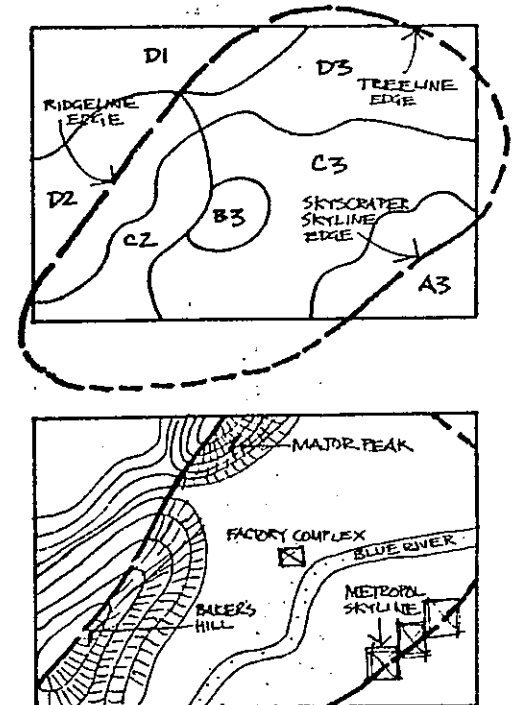 D1
D3
RIDGELINE
EDGE
TREELINE
EDGE
C3
D2
B3
SKYSCRAPER
SKYLINE
EDGE
C2
A3
MAJOR PEAK
FACTORY COMPLEX
BLUE RIVER
METROPOL
SKYLINE
BAKER'S
HILL